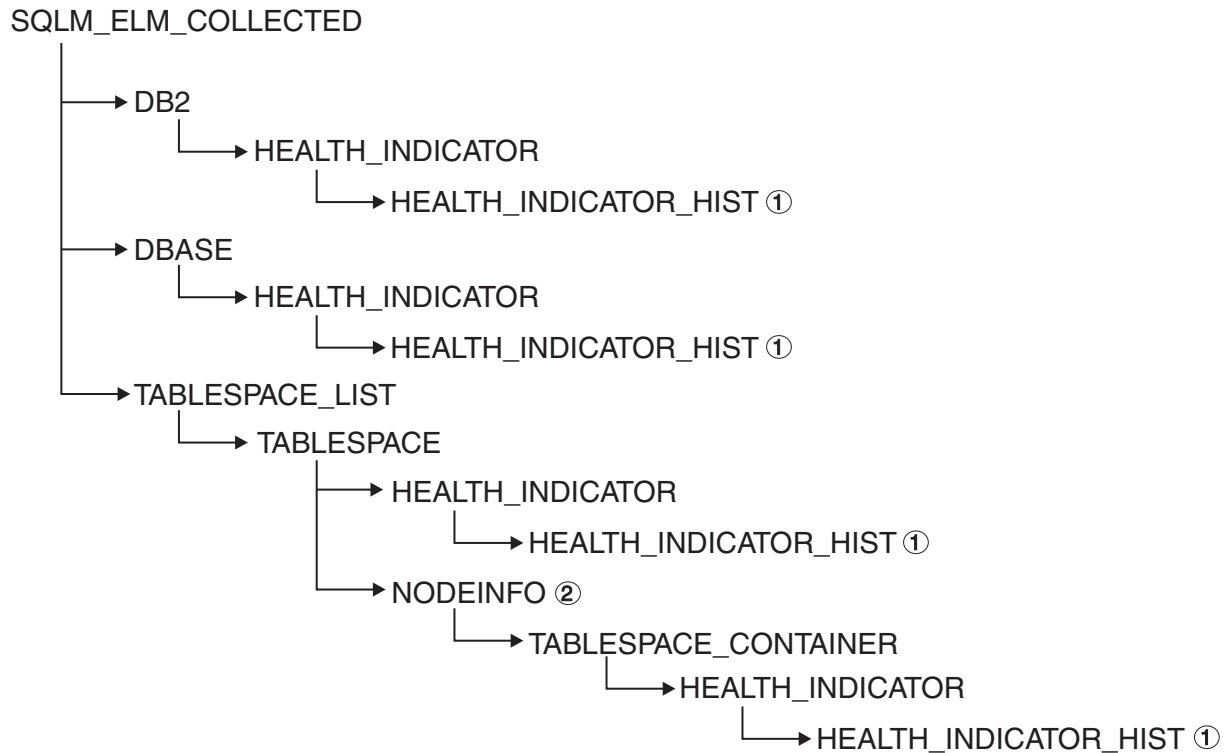 SQLM_ELM_COLLECTED
DB2
HEALTH_INDICATOR
HEALTH_INDICATOR_HIST ①
DBASE
HEALTH_INDICATOR
HEALTH_INDICATOR_HIST ①
TABLESPACE_LIST
TABLESPACE
HEALTH_INDICATOR
HEALTH_INDICATOR_HIST ①
NODEINFO ②
TABLESPACE_CONTAINER
HEALTH_INDICATOR
HEALTH_INDICATOR_HIST ①